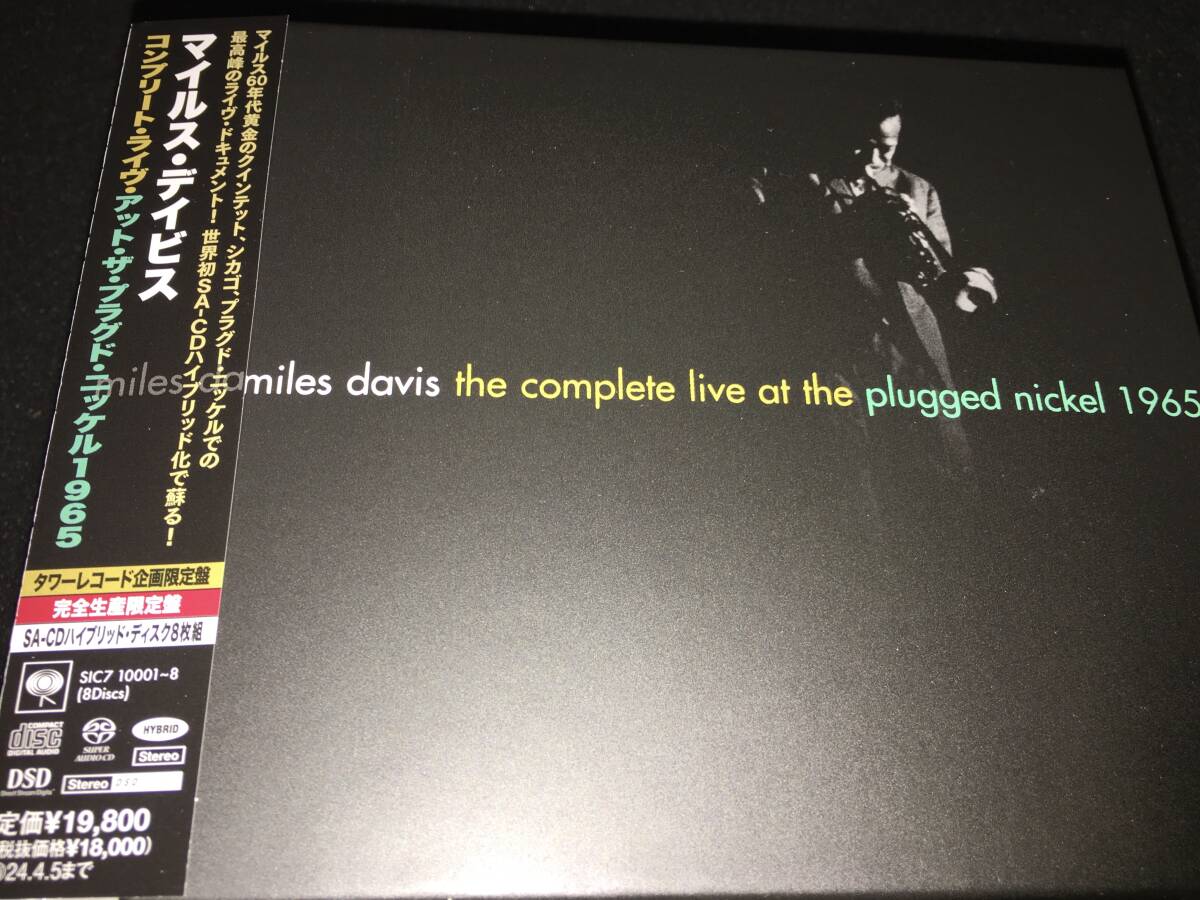 マイルス60年代黄金のクインテット、シカゴ、プラグド・ニッケルでの
最高峰のライヴ・ドキュメント！世界初SA-CDハイブリッド化で蘇る！
マイルス・デイビス
コンプリート・ライヴ・アット・ザ・プラグド・ニッケル1965
miles da
miles davis the complete live at the plugged nickel 1965
タワーレコード企画限定盤
完全生産限定盤
SA-CDハイブリッド・ディスク8枚組
SIC7 10001~8
(8Discs)
COMPACT
disc
DIGITAL AUDIO
SUPER AUDIO CD
HYBRID
Stereo
DSD
Direct Stream Digital
Stereo DSD
定価¥19,800
税抜価格¥18,000)
24.4.5まで